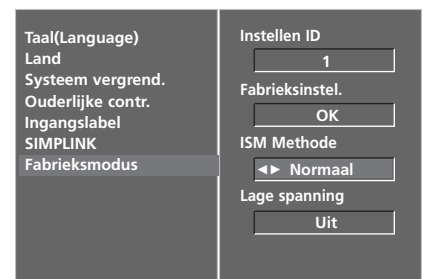 Taal(Language)
Land
Systeem vergrend.
Ouderlijke contr.
Ingangslabel
SIMPLINK
Fabrieksmodus
Instellen ID
1
Fabrieksinstel.
OK
ISM Methode
◄► Normaal
Lage spanning
Uit